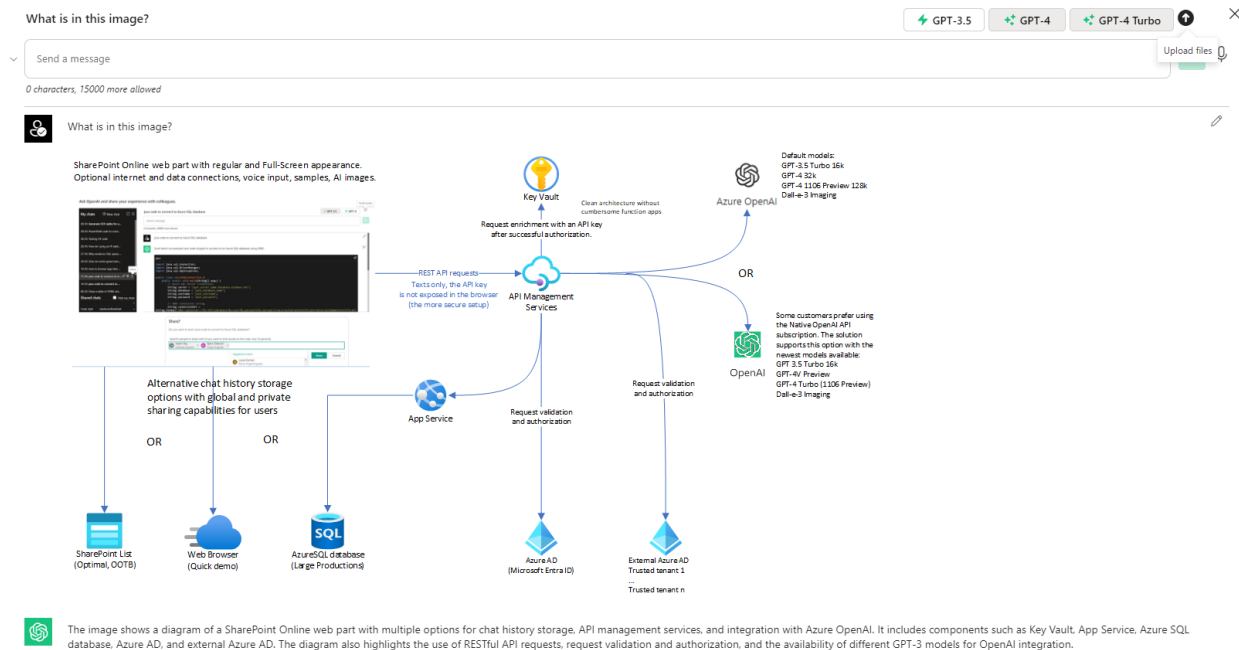 What is in this image?
GPT-3.5
GPT-4
GPT-4 Turbo
Upload files
Send a message
0 characters, 15000 more allowed
What is in this image?
SharePoint Online web part with regular and Full-Screen appearance.
Optional internet and data connections, voice input, samples, AI images.
Key Vault
Clean architecture without
cumbersome function apps
Request enrichment with an API key
after successful authorization.
Azure OpenAI
Default models:
GPT-3.5 Turbo 16k
GPT-4 32k
GPT-4 1106 Preview 128k
Dall-e-3 Imaging
Ask OpenAI and share your experience with colleagues.
My chats
Shared chats
REST API requests
Texts only, the API key
is not exposed in the browser
(the more secure setup)
API Management
Services
OR
Some customers prefer using
the Native OpenAI API
subscription. The solution
supports this option with the
newest models available:
GPT 3.5 Turbo 16k
GPT-4V Preview
GPT-4 Turbo (1106 Preview)
Dall-e-3 Imaging
OpenAI
Alternative chat history storage
options with global and private
sharing capabilities for users
OR
OR
App Service
Request validation
and authorization
Request validation
and authorization
SharePoint List
(Optimal, OOTB)
Web Browser
(Quick demo)
SQL
AzureSQL database
(Large Productions)
Azure AD
(Microsoft Entra ID)
External Azure AD
Trusted tenant 1
...
Trusted tenant n
The image shows a diagram of a SharePoint Online web part with multiple options for chat history storage, API management services, and integration with Azure OpenAI. It includes components such as Key Vault, App Service, Azure SQL
database, Azure AD, and external Azure AD. The diagram also highlights the use of RESTful API requests, request validation and authorization, and the availability of different GPT-3 models for OpenAI integration.